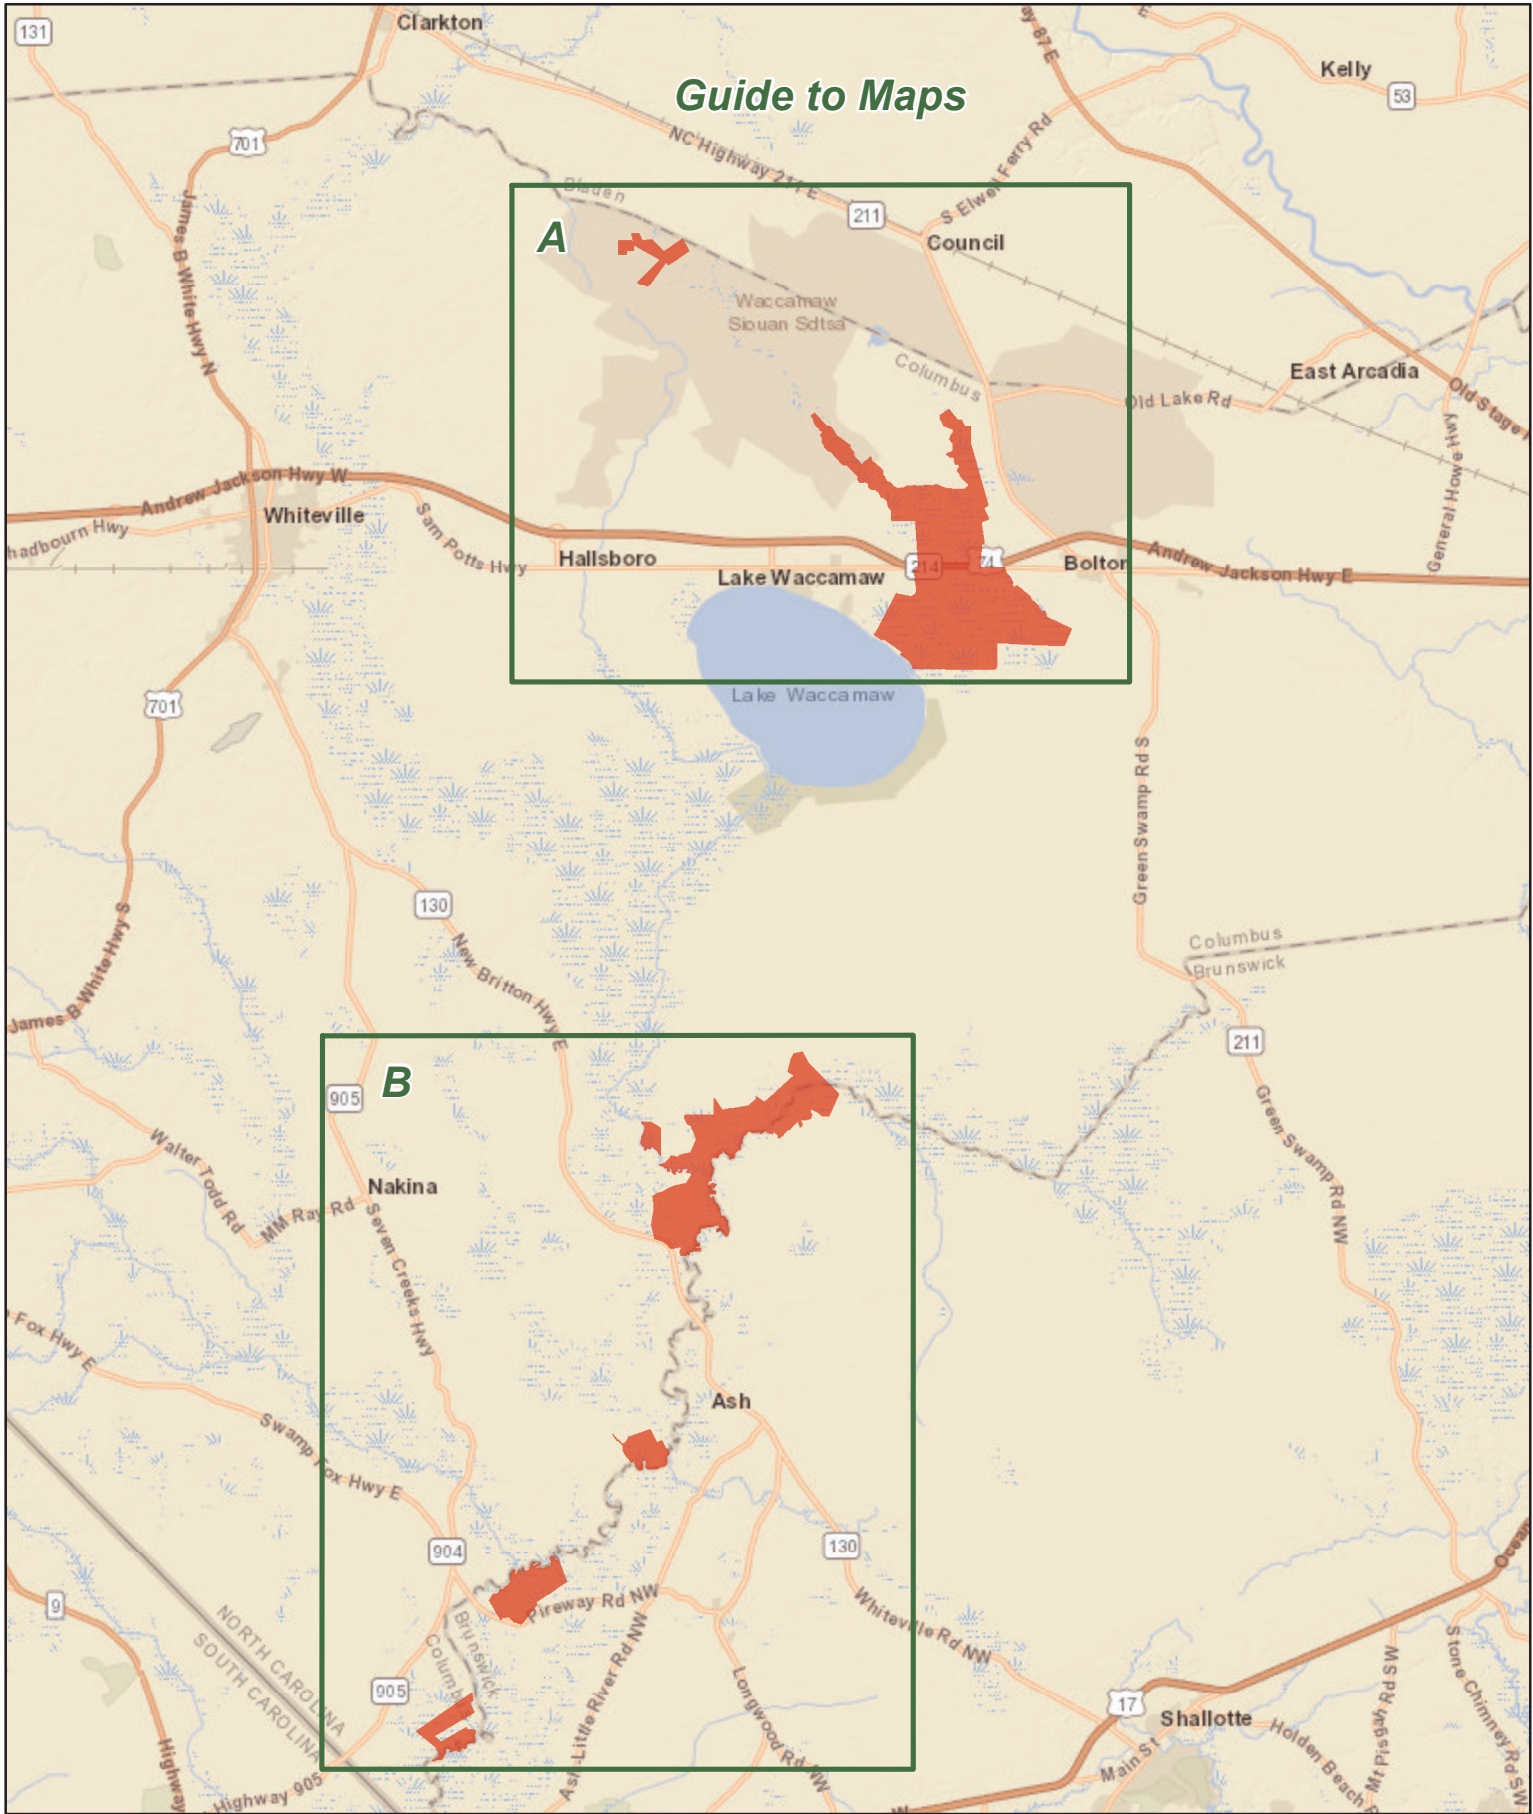 131
Clarkton
Guide to Maps
ay 87 E
E
Kelly
53
701
NC Highway 211 E
S Elwell Ferry Rd
Bladen
A
211
Council
James B White Hwy N
Waccamaw
Siouan Sdtsa
Columbus
East Arcadia
Old Lake Rd
Old Stage
General Howe Hwy
Andrew Jackson Hwy W
hadbourn Hwy
Whiteville
Sam Potts Hwy
Hallsboro
Lake Waccamaw
214
74
Bolton
Andrew Jackson Hwy E
Lake Waccamaw
701
Green Swamp Rd S
130
New Britton Hwy E
James B White Hwy S
Columbus
Brunswick
211
B
905
Green Swamp Rd NW
Walter Todd Rd
MM Ray Rd
Nakina
Seven Creeks Hwy
Fox Hwy E
Swamp Fox Hwy E
Ash
904
130
9
Pireway Rd NW
Whiteville Rd NW
NORTH CAROLINA
SOUTH CAROLINA
Brunswick
Columb
905
Ash-Little River Rd NW
Longwood Rd NW
17
Shallotte
Main St
Holden Beach R
Mt Pisgah Rd SW
Stone Chimney Rd SW
Ocean
Highway
Highway 905
W